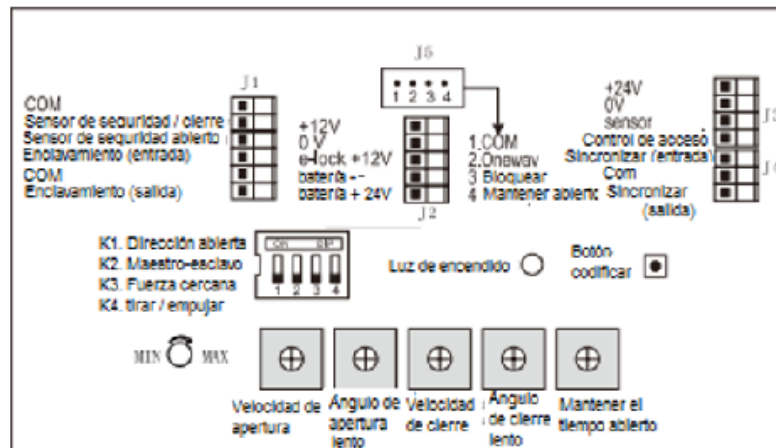 J5
J1
1 2 3 4
COM
Sensor de seguridad / cierre
Sensor de seguridad abierto
Enclavamiento (entrada)
COM
Enclavamiento (salida)
+12V
0 V
e-lock +12V
batería -
batería + 24V
J2
1.COM
2.Oneway
3 Bloquear
4 Mantener abierto
+24V
0V
sensor
Control de acceso
Sincronizar (entrada)
Com
Sincronizar
(salida)
J3
J4
K1. Dirección abierta
K2. Maestro-esclavo
K3. Fuerza cercana
K4. tirar / empujar
ON
1 2 3 4
Luz de encendido
Botón
codificar
MIN MAX
Velocidad de
apertura
Ángulo de
apertura
lento
Velocidad
de cierre
Ángulo
de cierre
lento
Mantener el
tiempo abierto